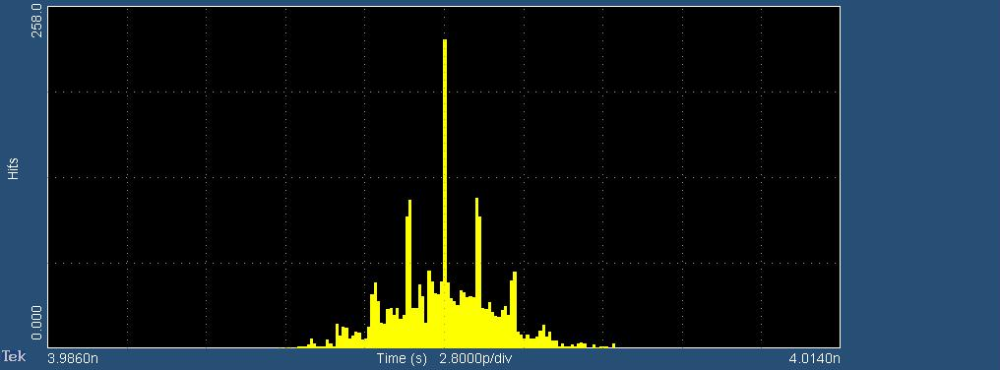 258.0
Hits
0.000
Tek
3.9860n
Time (s) 2.8000p/div
4.0140n